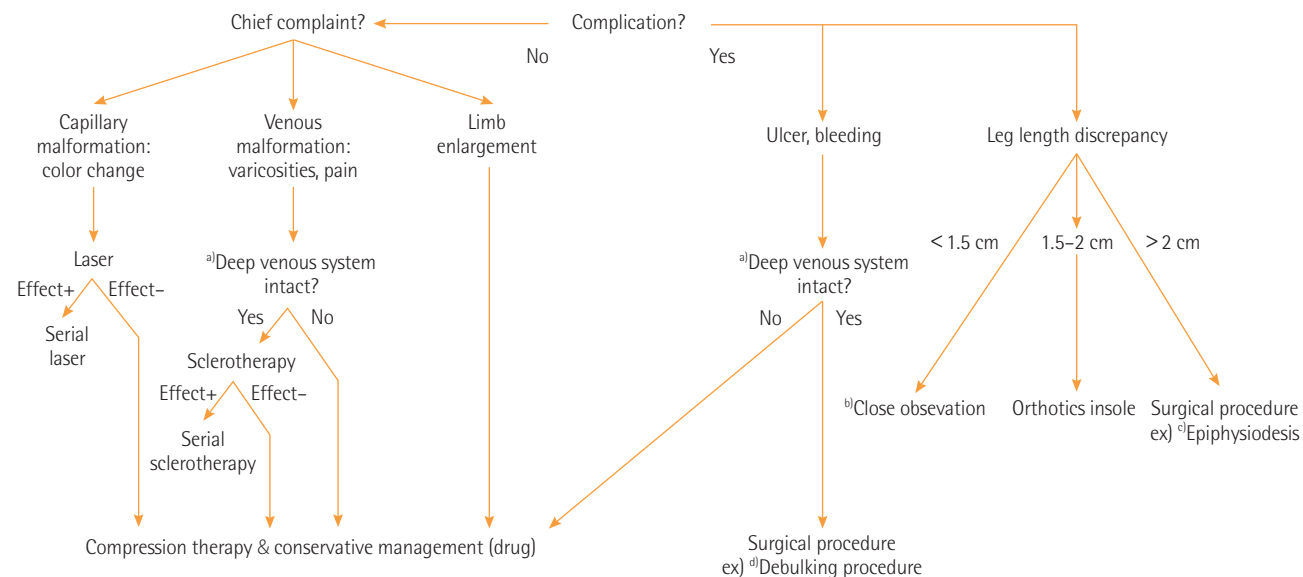 Chief complaint?
Complication?
No
Yes
Capillary
malformation:
color change
Venous
malformation:
varicosities, pain
Limb
enlargement
Ulcer, bleeding
Leg length discrepancy
Laser
Effect+
Effect–
Serial
laser
a)Deep venous system
intact?
Yes
No
Sclerotherapy
Effect+
Effect–
Serial
sclerotherapy
a)Deep venous system
intact?
No
Yes
< 1.5 cm
1.5–2 cm
> 2 cm
b)Close obsevation
Orthotics insole
Surgical procedure
ex) c)Epiphysiodesis
Compression therapy & conservative management (drug)
Surgical procedure
ex) d)Debulking procedure